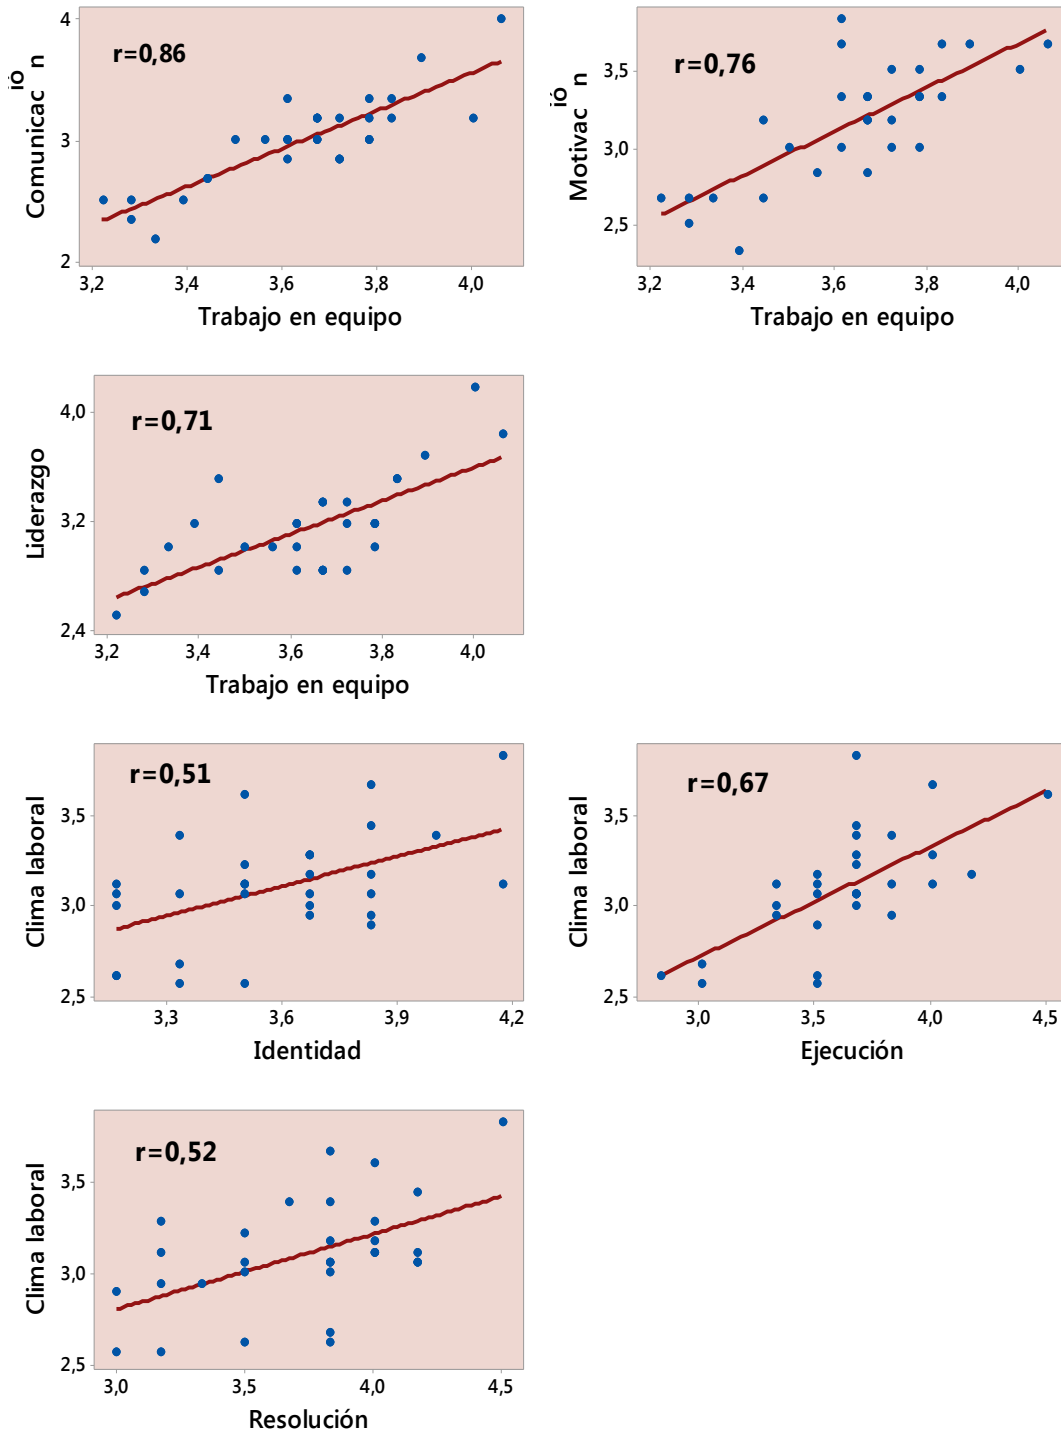 r=0,86
Comunicación
4
3
2
3,2 3,4 3,6 3,8 4,0
Trabajo en equipo
r=0,76
Motivación
3,5
3,0
2,5
3,2 3,4 3,6 3,8 4,0
Trabajo en equipo
r=0,71
Liderazgo
4,0
3,2
2,4
3,2 3,4 3,6 3,8 4,0
Trabajo en equipo
r=0,51
Clima laboral
3,5
3,0
2,5
3,3 3,6 3,9 4,2
Identidad
r=0,67
Clima laboral
3,5
3,0
2,5
3,0 3,5 4,0 4,5
Ejecución
r=0,52
Clima laboral
3,5
3,0
2,5
3,0 3,5 4,0 4,5
Resolución